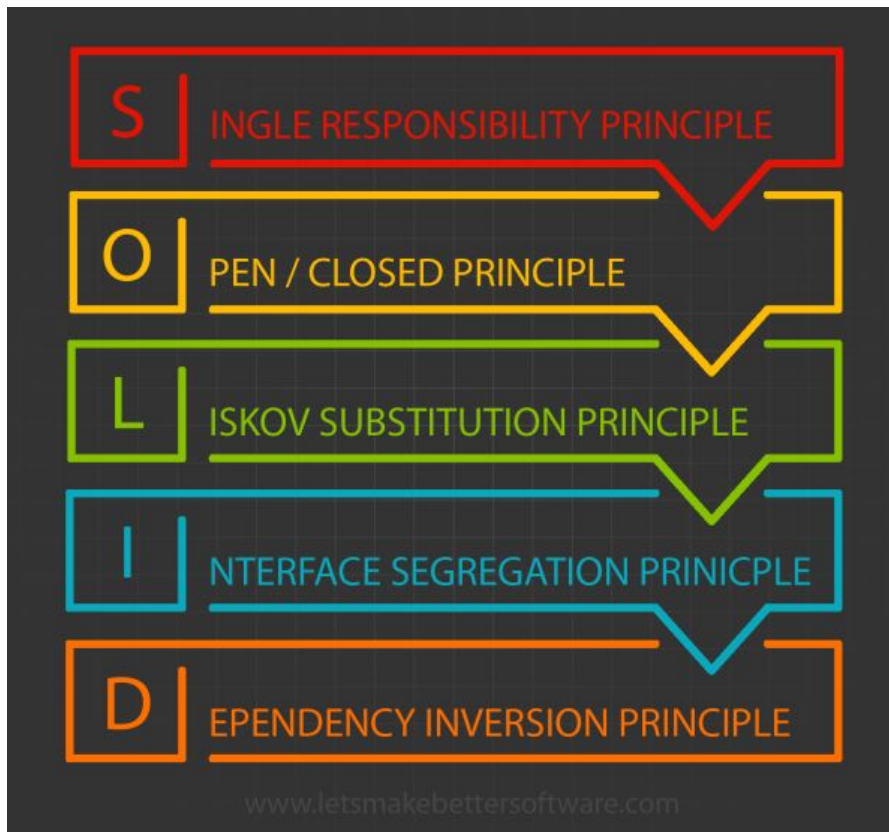 S INGLE RESPONSIBILITY PRINCIPLE
O PEN / CLOSED PRINCIPLE
L ISKOV SUBSTITUTION PRINCIPLE
I NTERFACE SEGREGATION PRINICPLE
D EPENDENCY INVERSION PRINCIPLE
www.letsmakebettersoftware.com